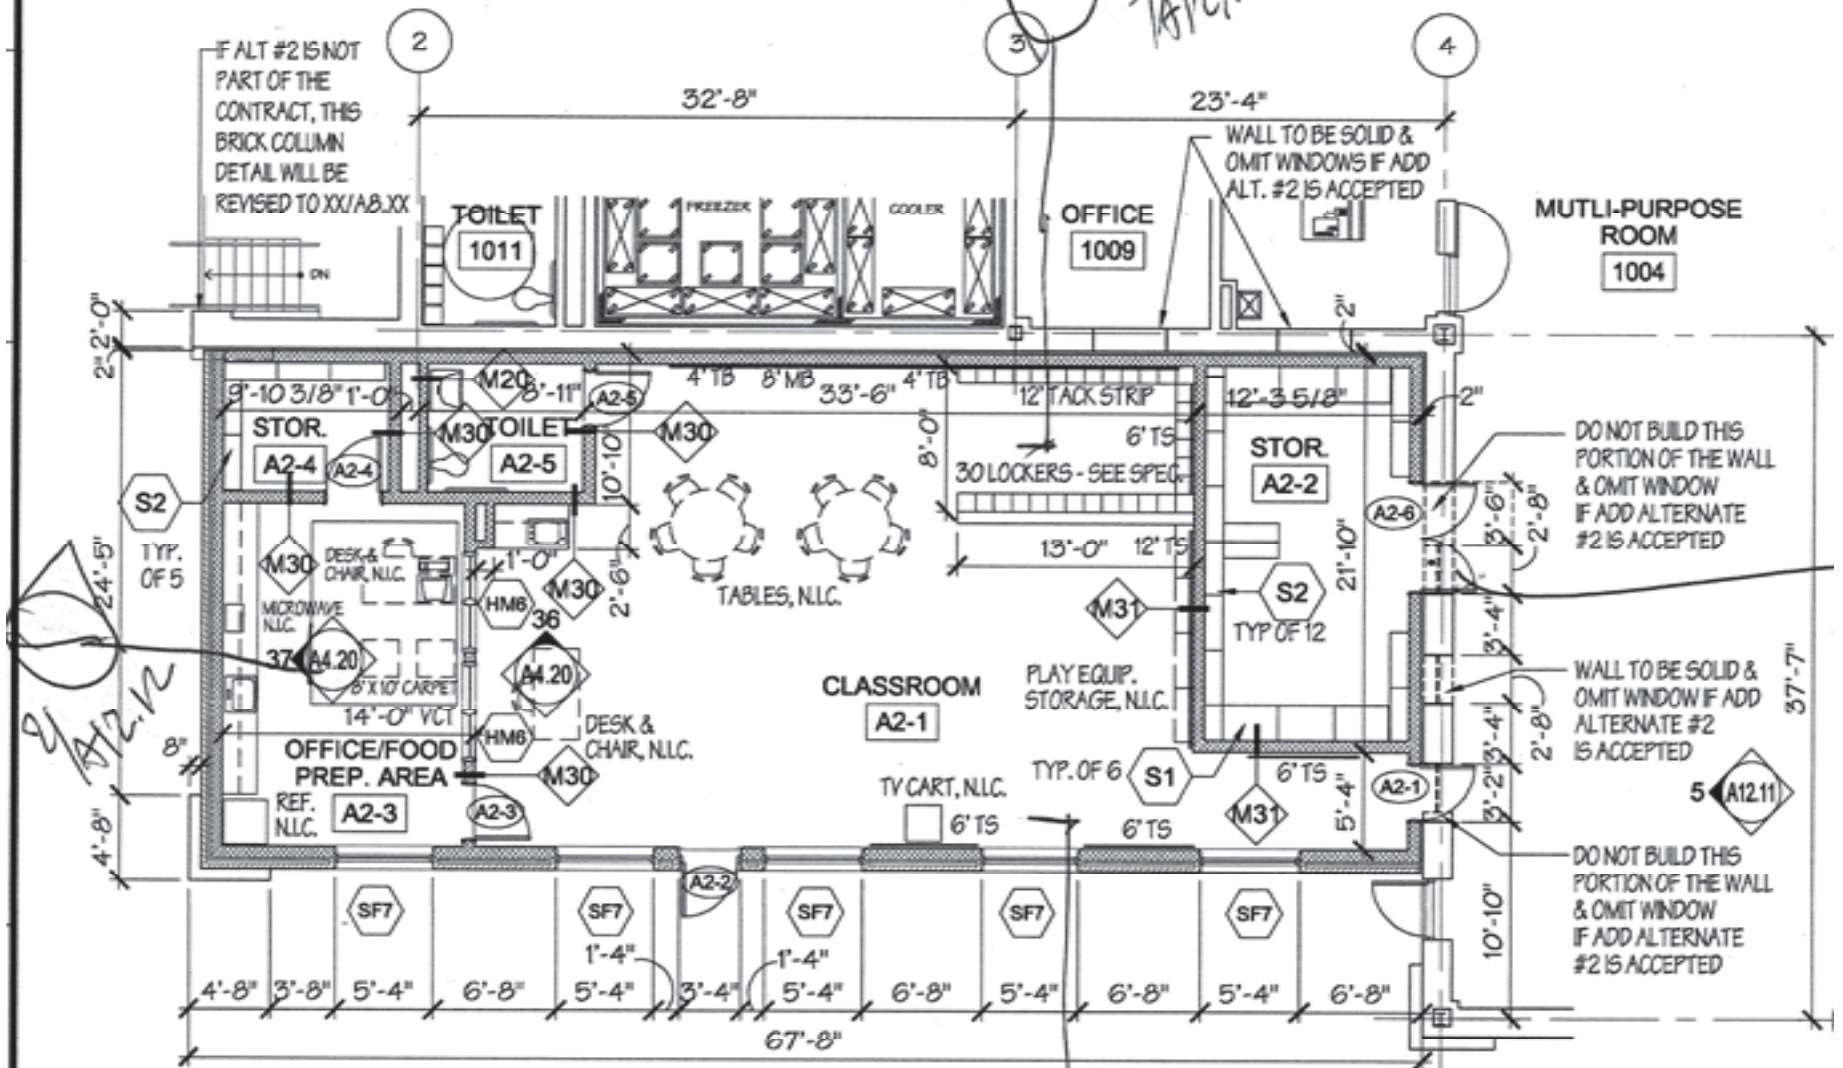 IF ALT #2 IS NOT
PART OF THE
CONTRACT, THIS
BRICK COLUMN
DETAIL WILL BE
REVISED TO XX/A8.XX
2
3
4
32'-8"
23'-4"
WALL TO BE SOLID &
OMIT WINDOWS IF ADD
ALT. #2 IS ACCEPTED
TOILET
1011
FREEZER
COOLER
OFFICE
1009
MUTLI-PURPOSE
ROOM
1004
DN
2'-0"
2"
2"
9'-10 3/8"
1'-0"
M20
8'-11"
A2-5
4' TB
8' MB
33'-6"
4' TB
12' TACK STRIP
12'-3 5/8"
2"
STOR.
A2-4
A2-4
M30
TOILET
A2-5
M30
10'-10"
8'-0"
6' TS
30 LOCKERS - SEE SPEC.
STOR.
A2-2
DO NOT BUILD THIS
PORTION OF THE WALL
& OMIT WINDOW
IF ADD ALTERNATE
#2 IS ACCEPTED
A2-6
3'-6"
2'-8"
S2
TYP.
OF 5
24'-5"
M30
DESK &
CHAIR, N.I.C.
1'-0"
M30
2'-6"
HM6
36
A4.20
TABLES, N.I.C.
13'-0"
12' TS
21'-10"
S2
TYP OF 12
M31
3'-4"
MICROWAVE
N.I.C.
37
A4.20
8' X 10' CARPET
14'-0" VCT
HM6
DESK &
CHAIR, N.I.C.
CLASSROOM
A2-1
PLAY EQUIP.
STORAGE, N.I.C.
WALL TO BE SOLID &
OMIT WINDOW IF ADD
ALTERNATE #2
IS ACCEPTED
37'-7"
3'-4"
2'-8"
8"
OFFICE/FOOD
PREP. AREA
A2-3
M30
A2-3
REF.
N.I.C.
4'-8"
TV CART, N.I.C.
6' TS
6' TS
TYP. OF 6
S1
6' TS
M31
5'-4"
A2-1
3'-2"
5
A12.11
DO NOT BUILD THIS
PORTION OF THE WALL
& OMIT WINDOW
IF ADD ALTERNATE
#2 IS ACCEPTED
10'-10"
A2-2
SF7
SF7
SF7
SF7
SF7
1'-4"
1'-4"
4'-8"
3'-8"
5'-4"
6'-8"
5'-4"
3'-4"
5'-4"
6'-8"
5'-4"
6'-8"
5'-4"
6'-8"
67'-8"